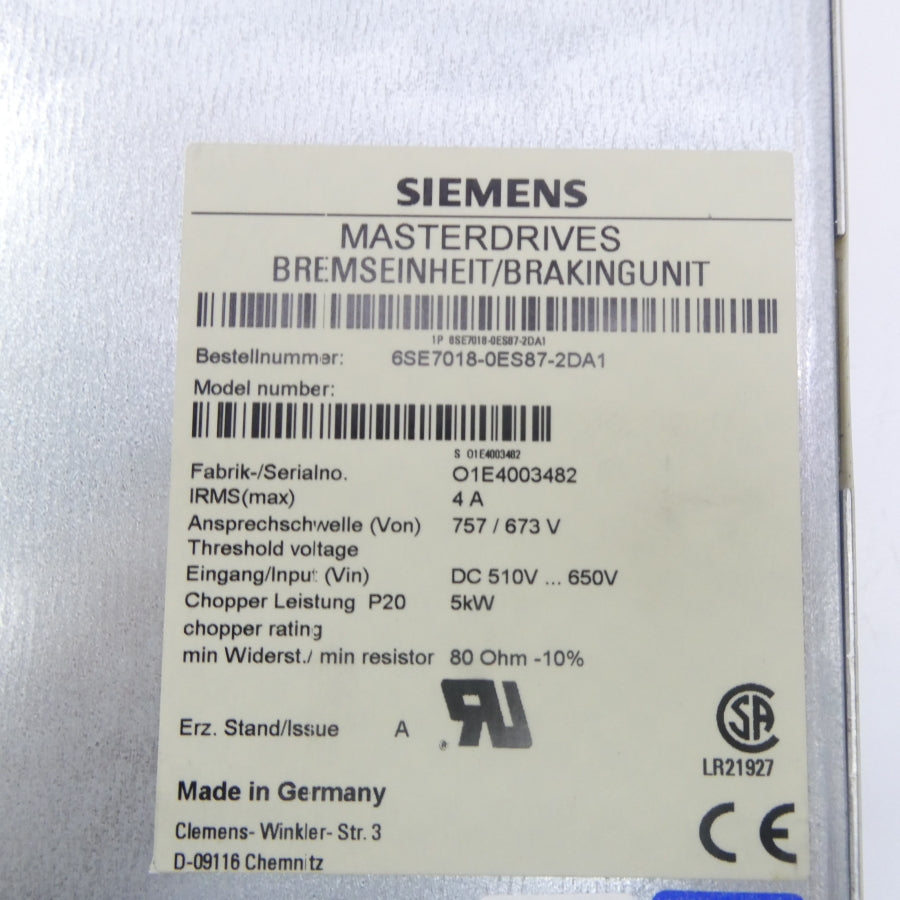 SIEMENS
MASTERDRIVES
BREMSEINHEIT/BRAKINGUNIT
1P 6SE7018-0ES87-2DA1
Bestellnummer: 6SE7018-0ES87-2DA1
Model number:
S O1E4003482
Fabrik-/Serialno. O1E4003482
IRMS(max) 4 A
Ansprechschwelle (Von) 757 / 673 V
Threshold voltage
Eingang/Input (Vin) DC 510V ... 650V
Chopper Leistung P20 5kW
chopper rating
min Widerst./ min resistor 80 Ohm -10%
Erz. Stand/Issue A
LR21927
Made in Germany
Clemens- Winkler- Str. 3
D-09116 Chemnitz